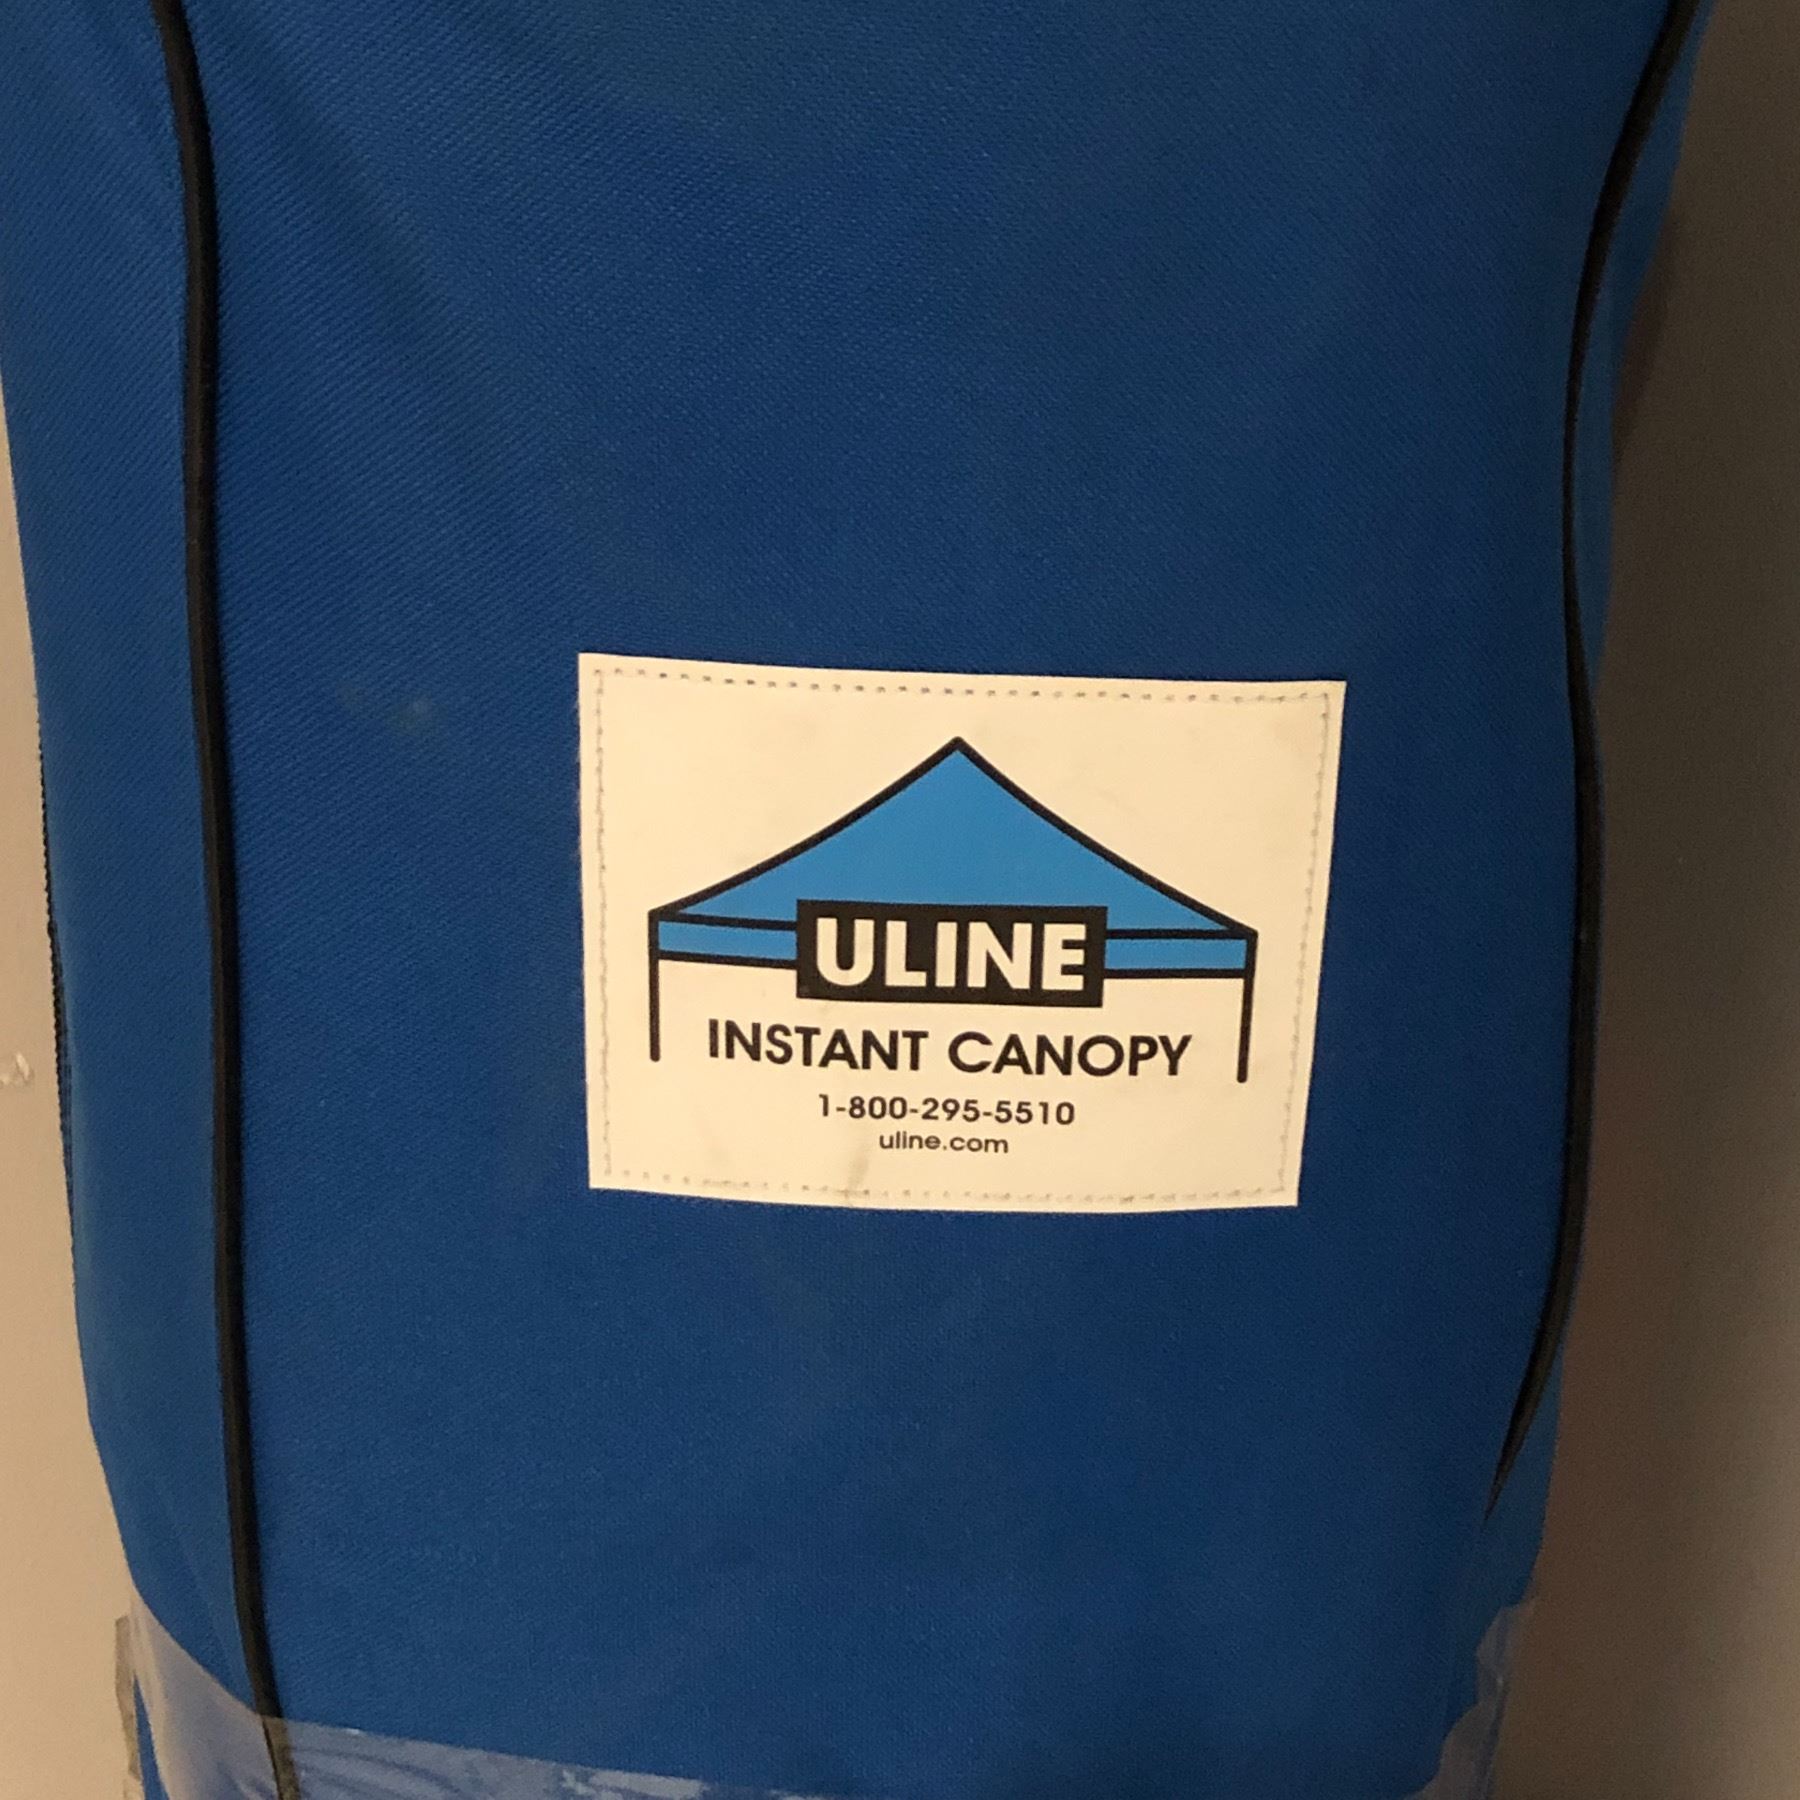 ULINE
INSTANT CANOPY
1-800-295-5510
uline.com